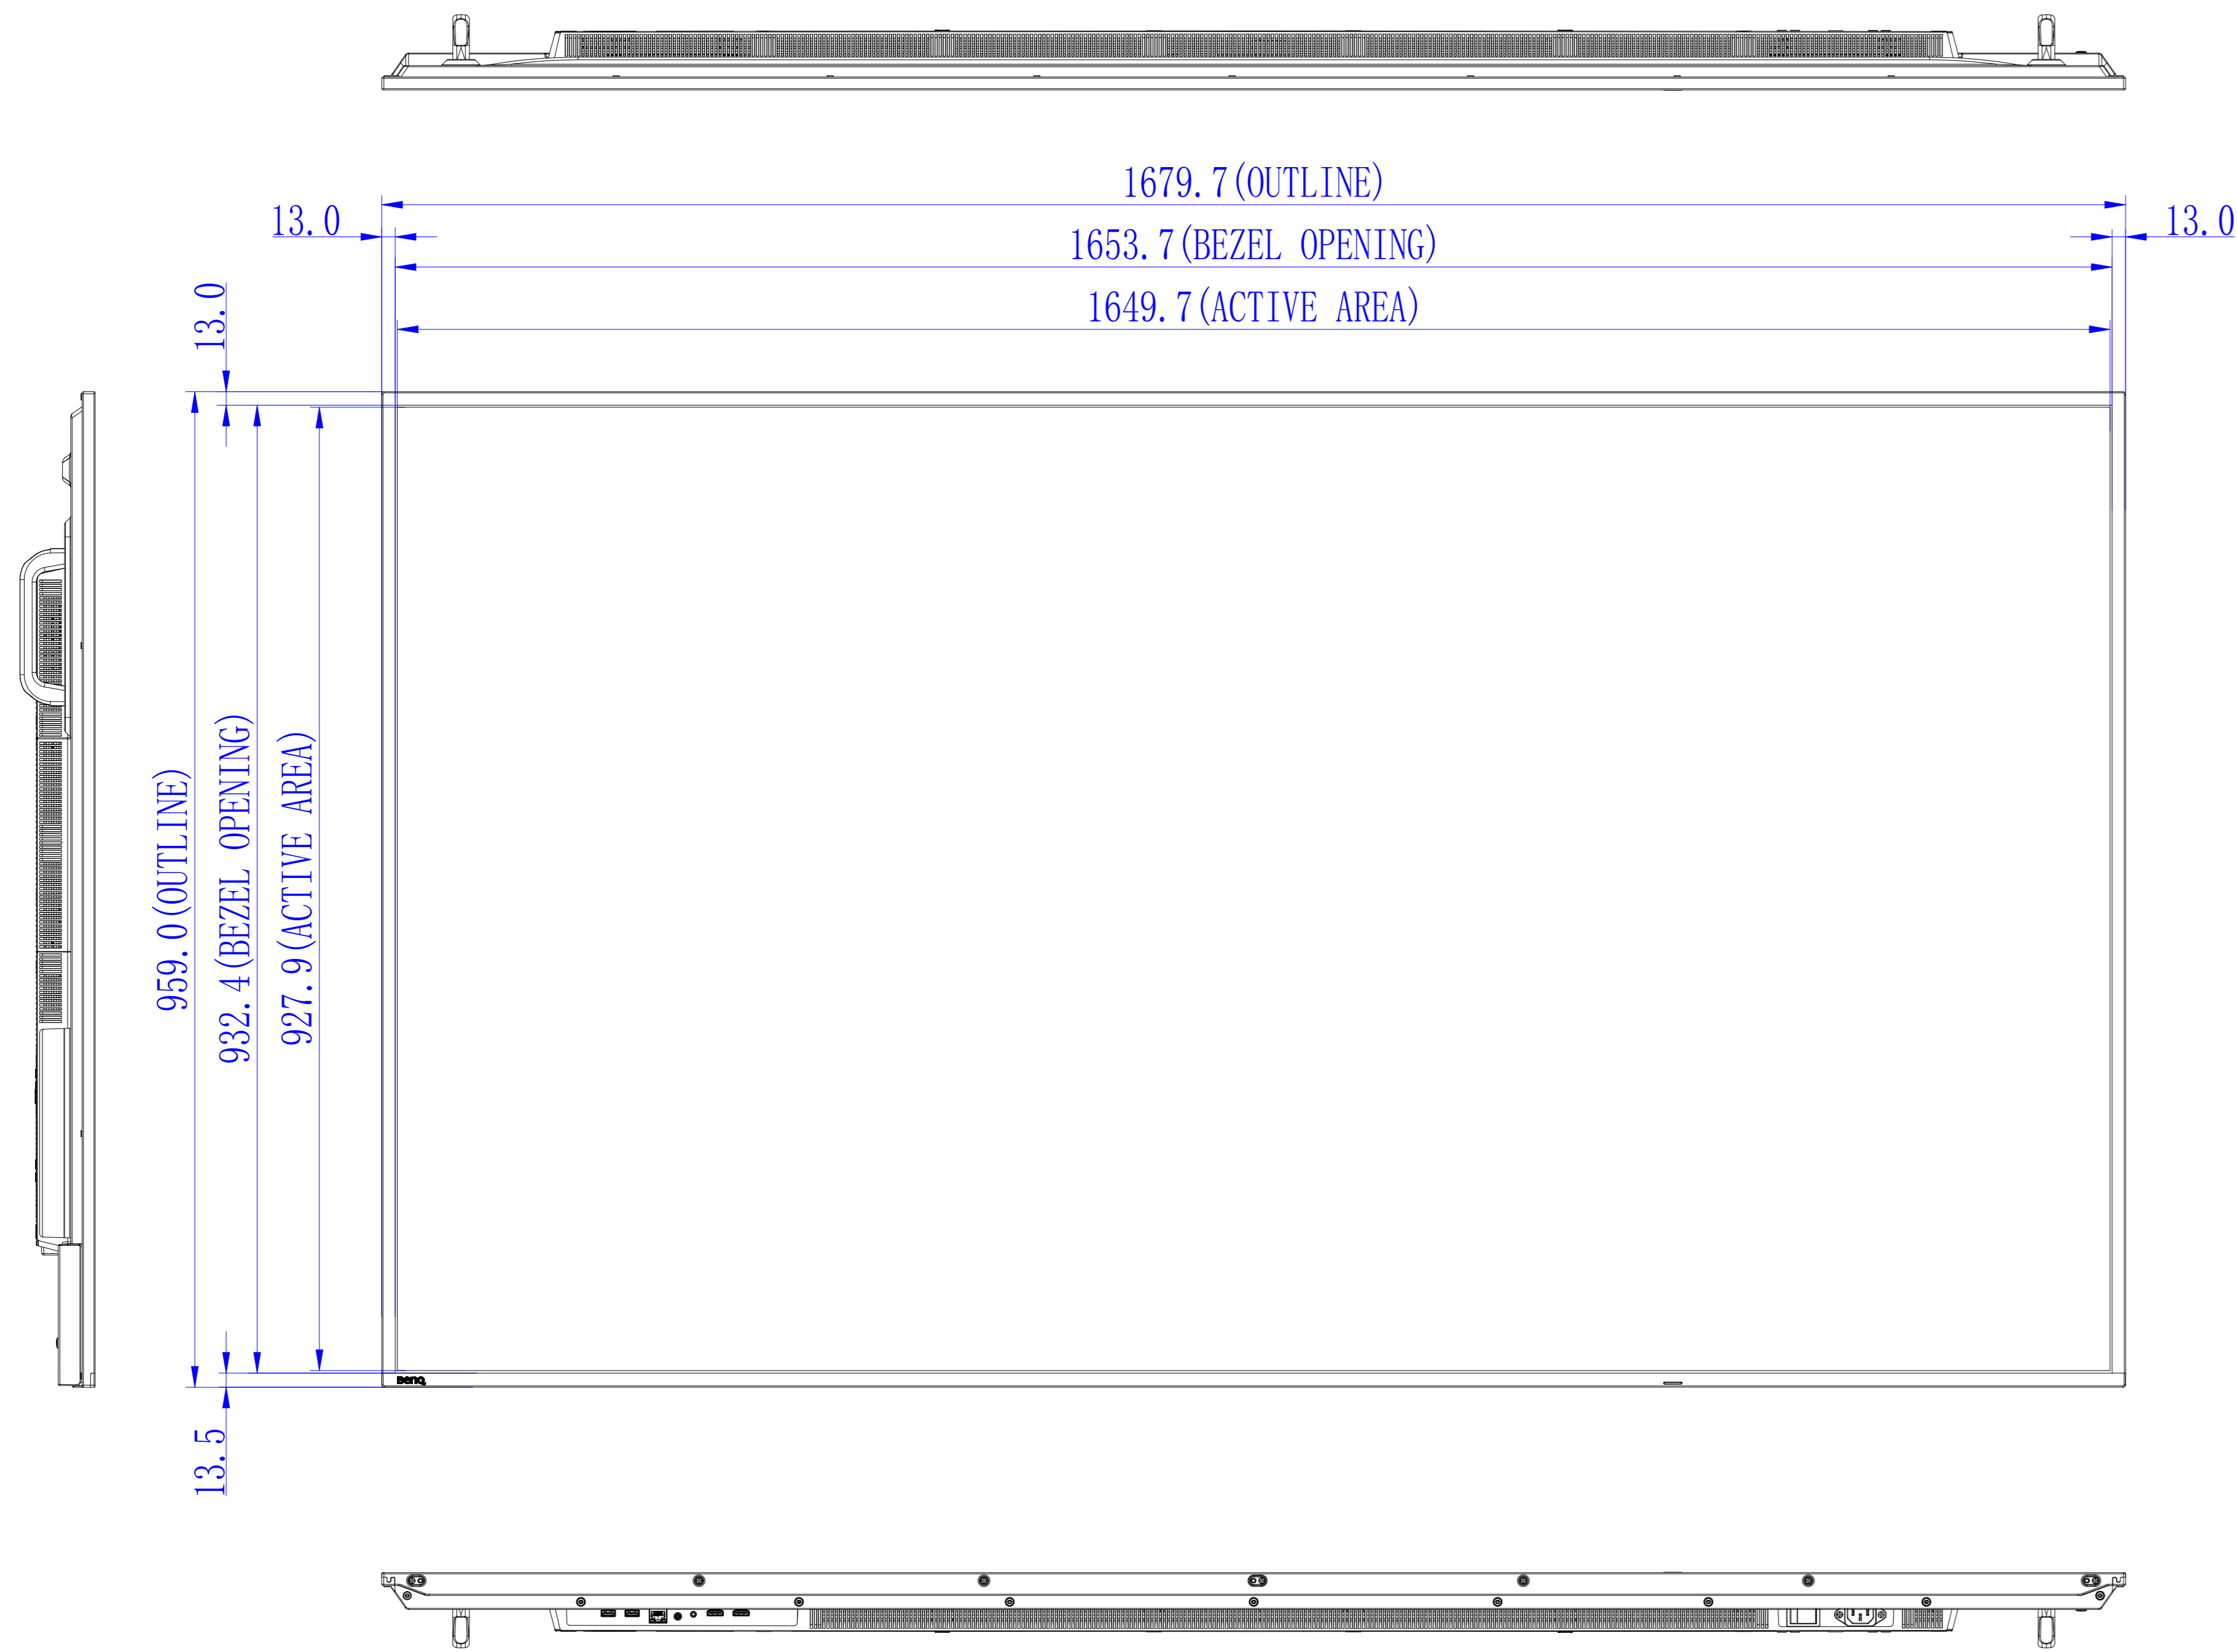 1679.7(OUTLINE)
13.0
13.0
1653.7(BEZEL OPENING)
1649.7(ACTIVE AREA)
13.0
959.0(OUTLINE)
932.4(BEZEL OPENING)
927.9(ACTIVE AREA)
BenQ
13.5